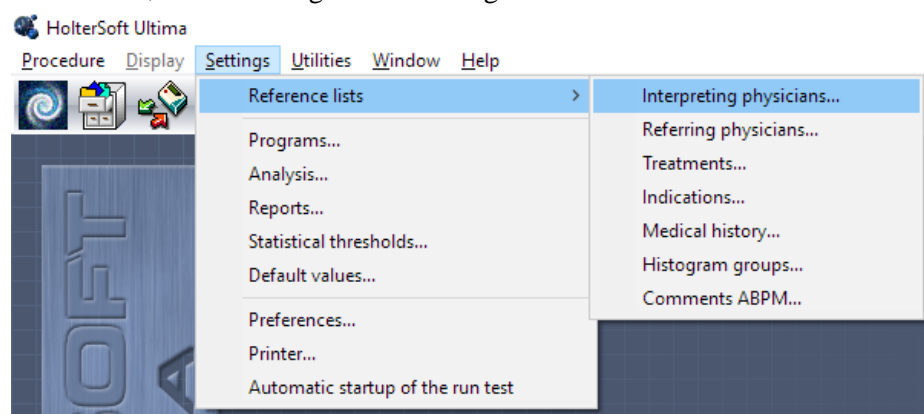 HolterSoft Ultima
Procedure Display Settings Utilities Window Help
Reference lists
Programs...
Analysis...
Reports...
Statistical thresholds...
Default values...
Preferences...
Printer...
Automatic startup of the run test
Interpreting physicians...
Referring physicians...
Treatments...
Indications...
Medical history...
Histogram groups...
Comments ABPM...
SOFT